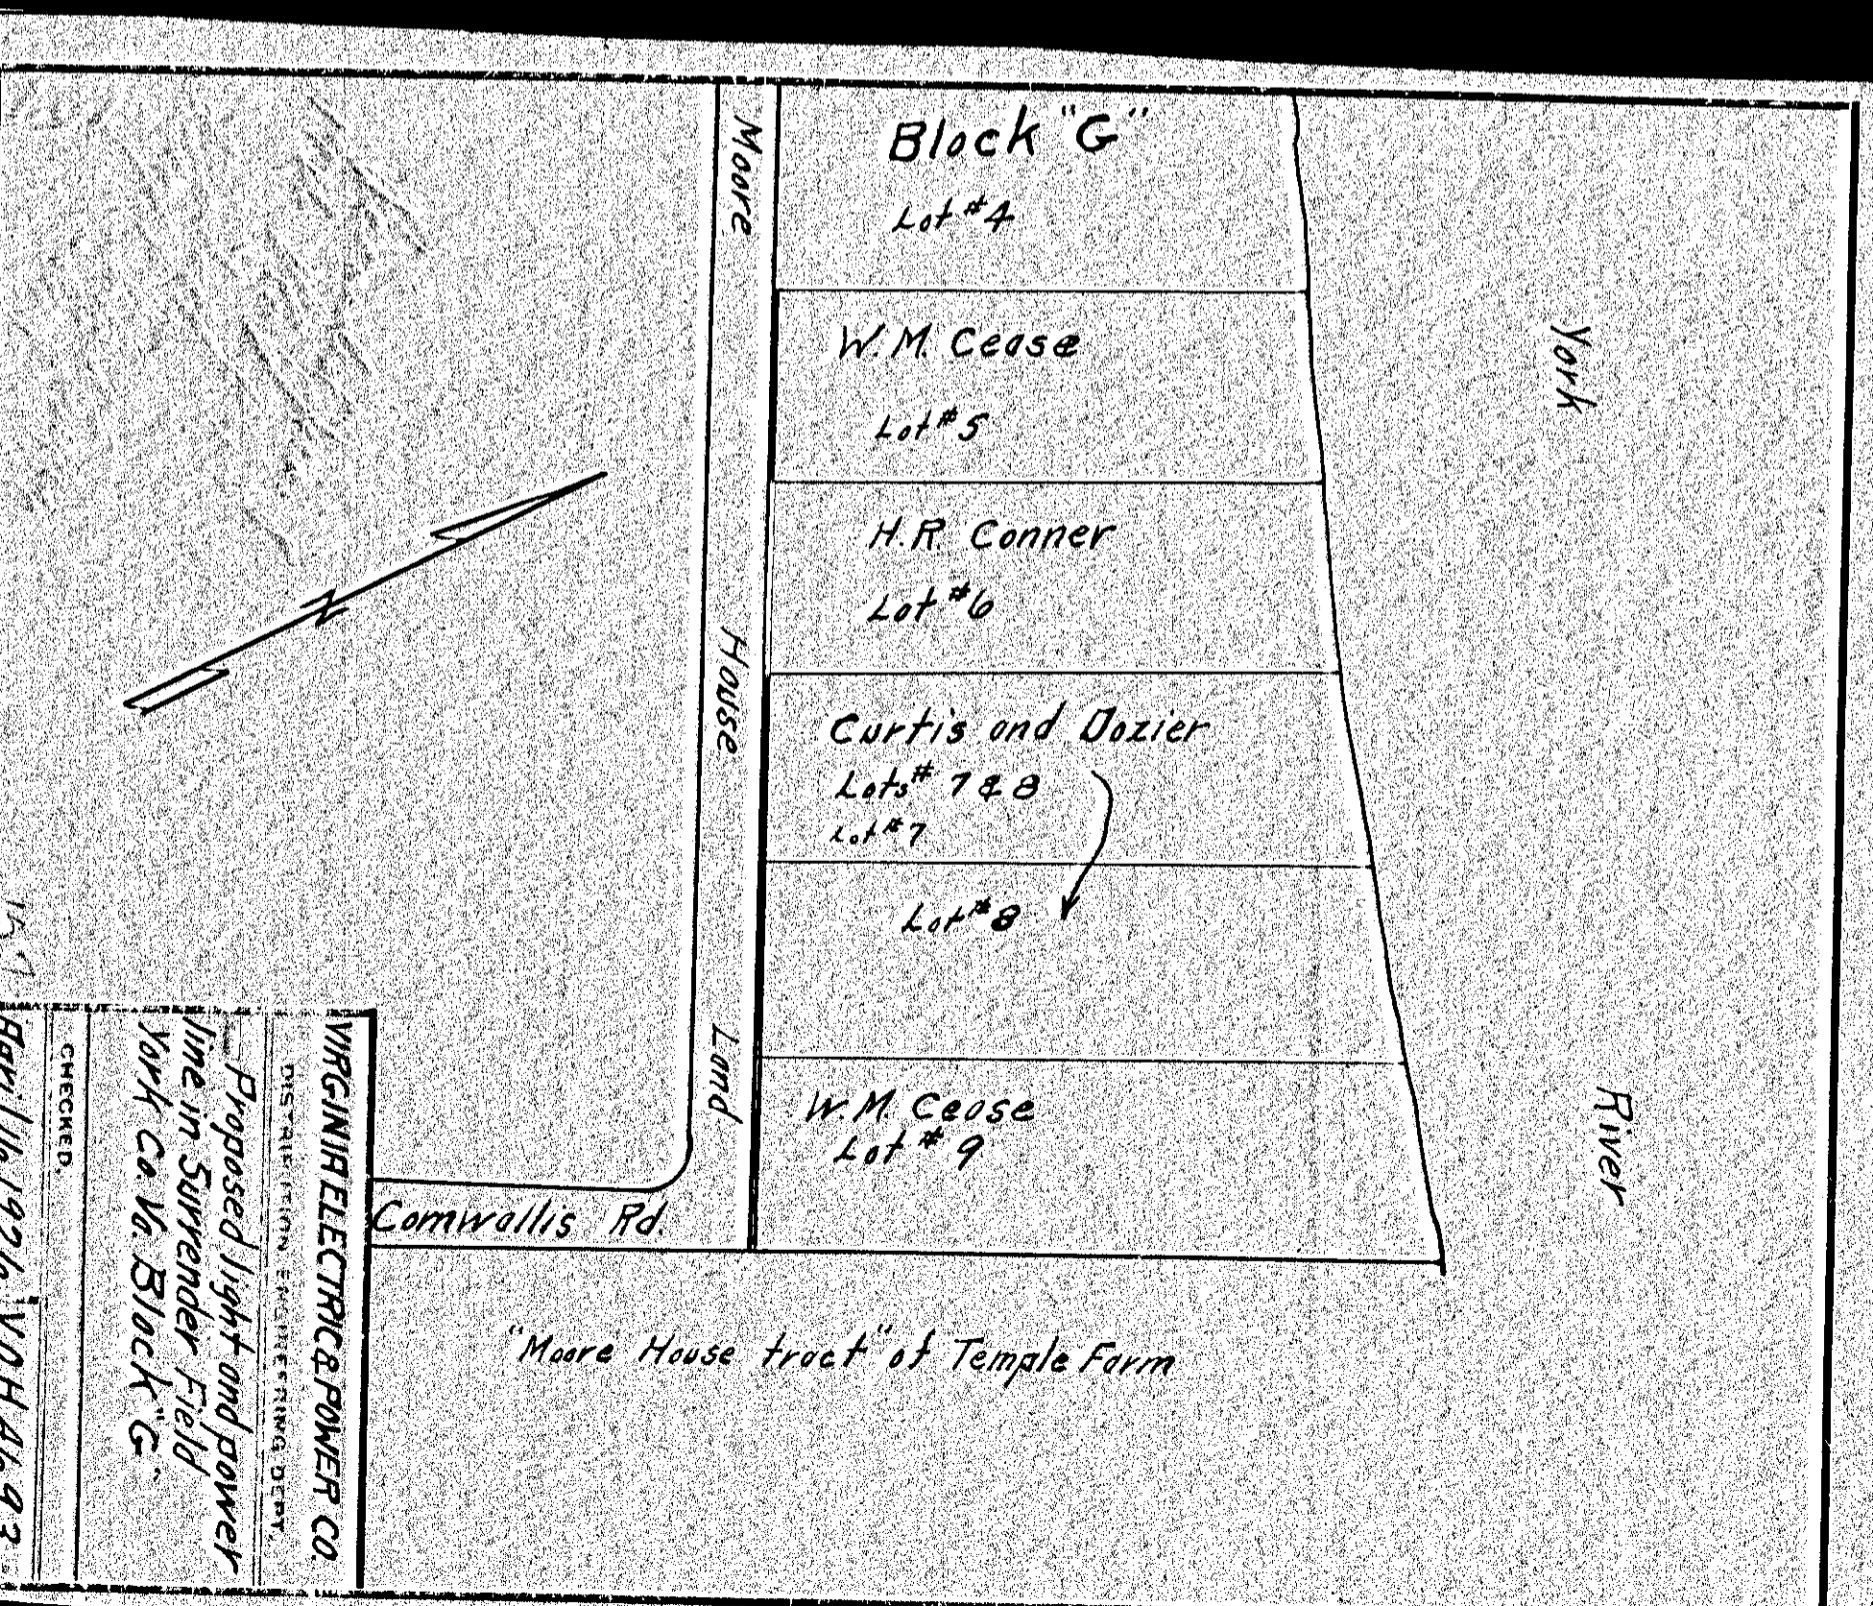 Block "G"
Lot #4
W.M. Cease
Lot #5
H.R. Conner
Lot #6
Curtis and Dozier
Lots # 7 & 8
Lot #7
Lot #8
W.M. Cease
Lot # 9
Moore House Land
Cornwallis Rd.
York River
"Moore House tract" of Temple Farm
VIRGINIA ELECTRIC & POWER CO.
DISTRIBUTION ENGINEERING DEPT.
Proposed light and power
line in Surrender Field
York Co. Va. Block "G"
CHECKED.